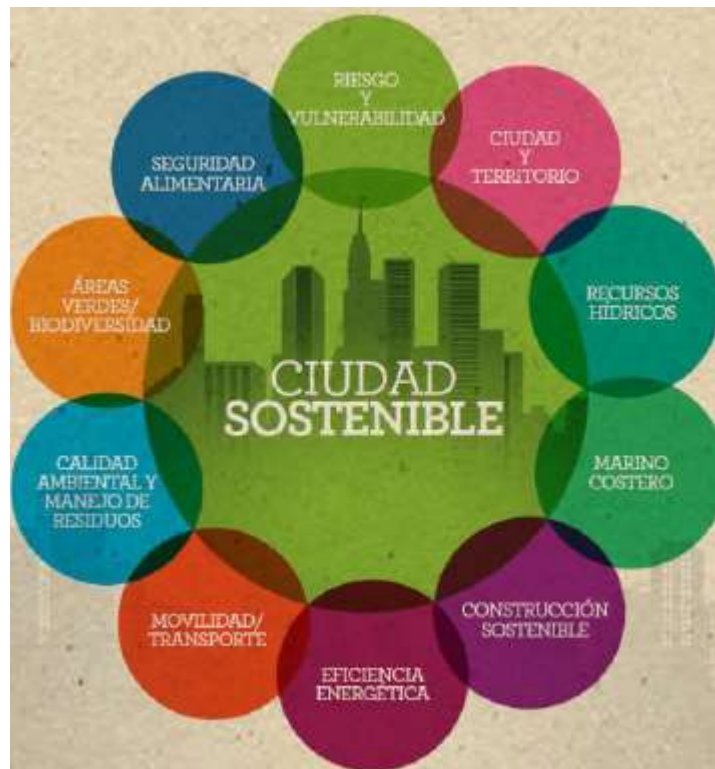 RIESGO
Y
VULNERABILIDAD
CIUDAD
Y
TERRITORIO
RECURSOS
HÍDRICOS
MARINO
COSTERO
CONSTRUCCIÓN
SOSTENIBLE
EFICIENCIA
ENERGÉTICA
MOVILIDAD/
TRANSPORTE
CALIDAD
AMBIENTAL Y
MANEJO DE
RESIDUOS
ÁREAS
VERDES/
BIODIVERSIDAD
SEGURIDAD
ALIMENTARIA
CIUDAD
SOSTENIBLE